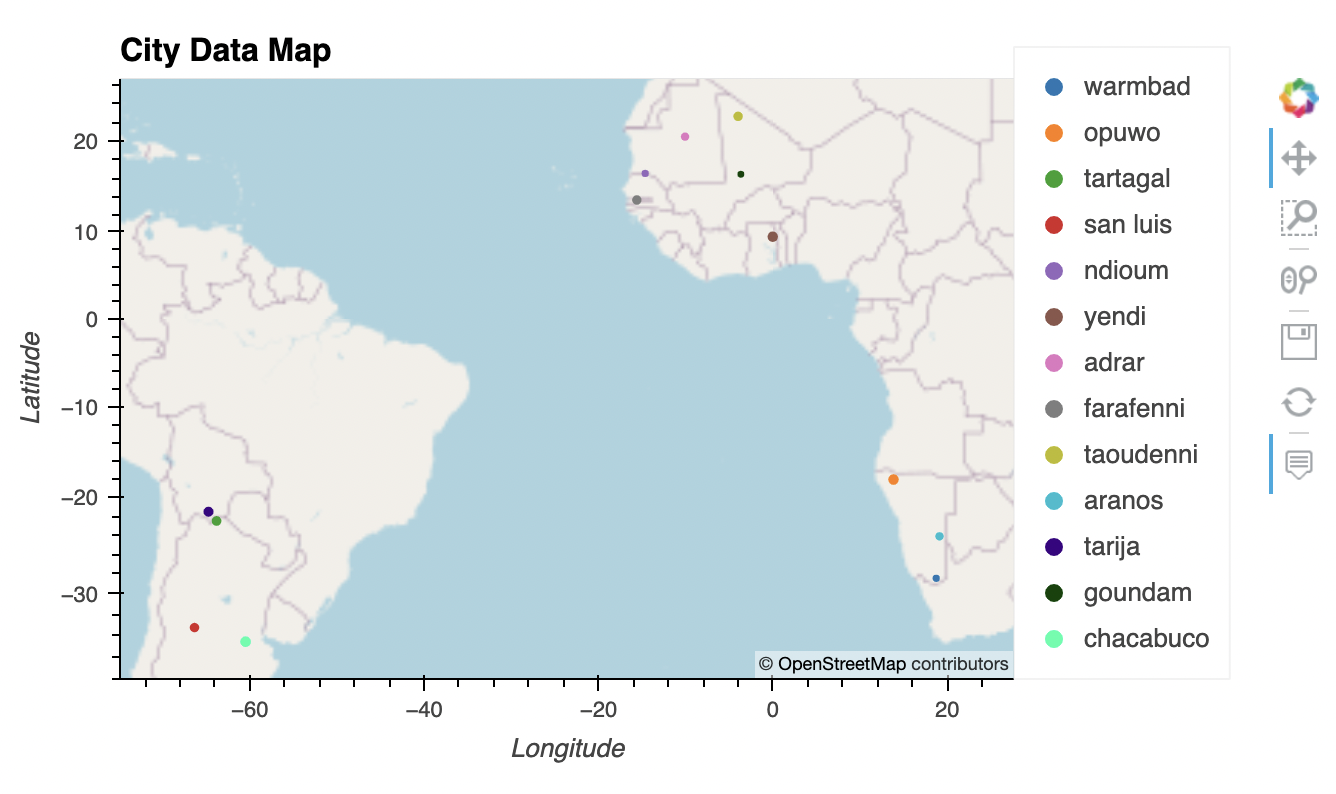 City Data Map
warmbad
opuwo
tartagal
san luis
ndioum
yendi
adrar
farafenni
taoudenni
aranos
tarija
goundam
chacabuco
Latitude
20
10
0
−10
−20
−30
© OpenStreetMap contributors
−60 −40 −20 0 20
Longitude